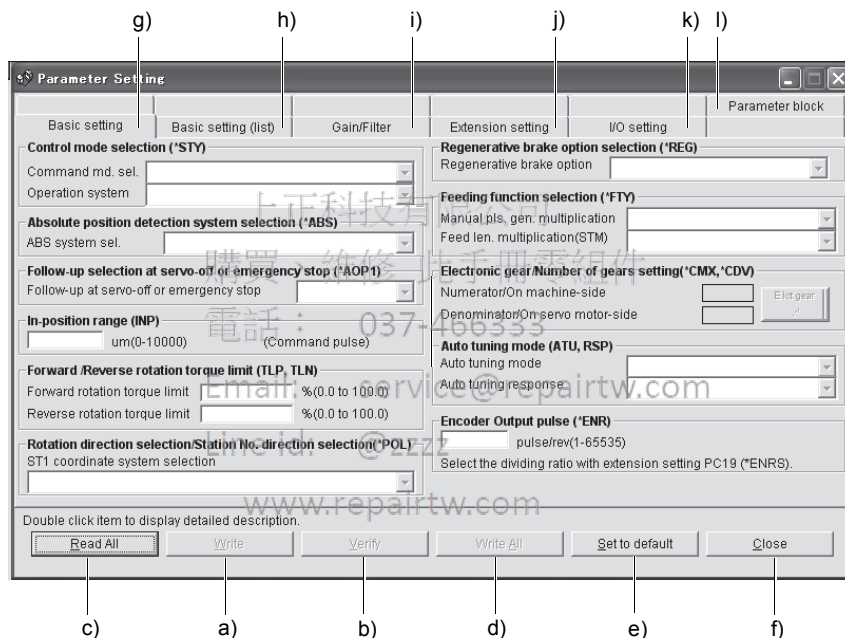 g) h) i) j) k) l)
Parameter Setting
Parameter block
Basic setting Basic setting (list) Gain/Filter Extension setting I/O setting
Control mode selection (*STY)
Command md. sel.
Operation system
Absolute position detection system selection (*ABS)
ABS system sel.
Follow-up selection at servo-off or emergency stop (*AOP1)
Follow-up at servo-off or emergency stop
In-position range (INP)
um(0-10000) (Command pulse)
Forward /Reverse rotation torque limit (TLP, TLN)
Forward rotation torque limit %(0.0 to 100.0)
Reverse rotation torque limit %(0.0 to 100.0)
Rotation direction selection/Station No. direction selection(*POL)
ST1 coordinate system selection
Regenerative brake option selection (*REG)
Regenerative brake option
Feeding function selection (*FTY)
Manual pls, gen. multiplication
Feed len. multiplication(STM)
Electronic gear/Number of gears setting(*CMX,*CDV)
Numerator/On machine-side
Denominator/On servo motor-side
Elot gear
Auto tuning mode (ATU, RSP)
Auto tuning mode
Auto tuning response
Encoder Output pulse (*ENR)
pulse/rev(1-65535)
Select the dividing ratio with extension setting PC19 (*ENRS).
上正科技有限公司
購買、維修 此手冊零組件
電話： 037-466333
Email: service@repairtw.com
Line id: @zzzz
www.repairtw.com
Double click item to display detailed description.
Read All Write Verify Write All Set to default Close
c) a) b) d) e) f)